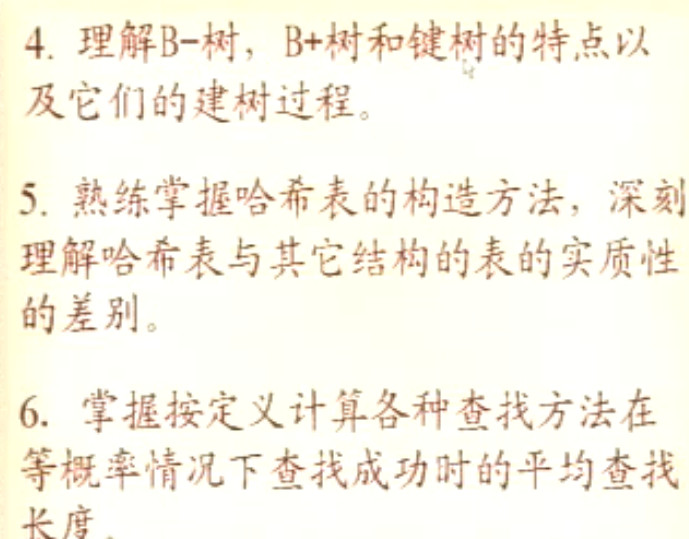 4. 理解B-树，B+树和键树的特点以
及它们的建树过程。
5. 熟练掌握哈希表的构造方法，深刻
理解哈希表与其它结构的表的实质性
的差别。
6. 掌握按定义计算各种查找方法在
等概率情况下查找成功时的平均查找
长度。